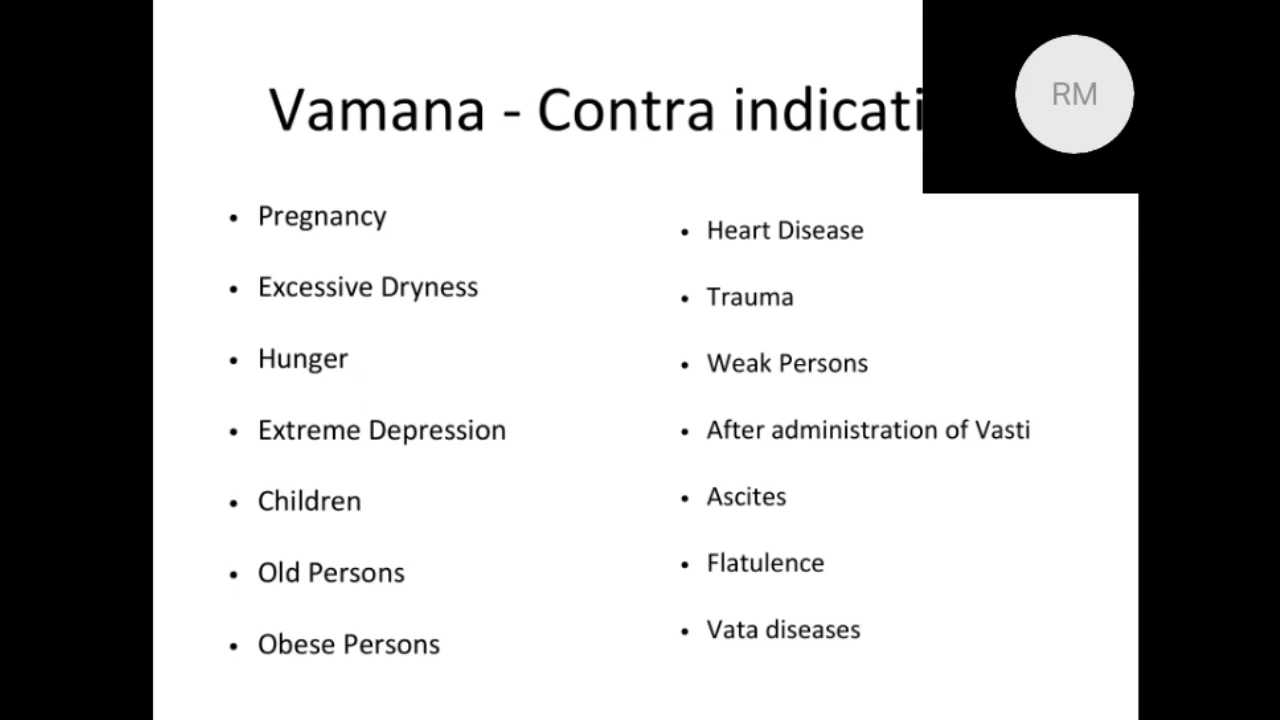 Vamana - Contra indicati
RM
• Pregnancy
• Excessive Dryness
• Hunger
• Extreme Depression
• Children
• Old Persons
• Obese Persons
• Heart Disease
• Trauma
• Weak Persons
• After administration of Vasti
• Ascites
• Flatulence
• Vata diseases